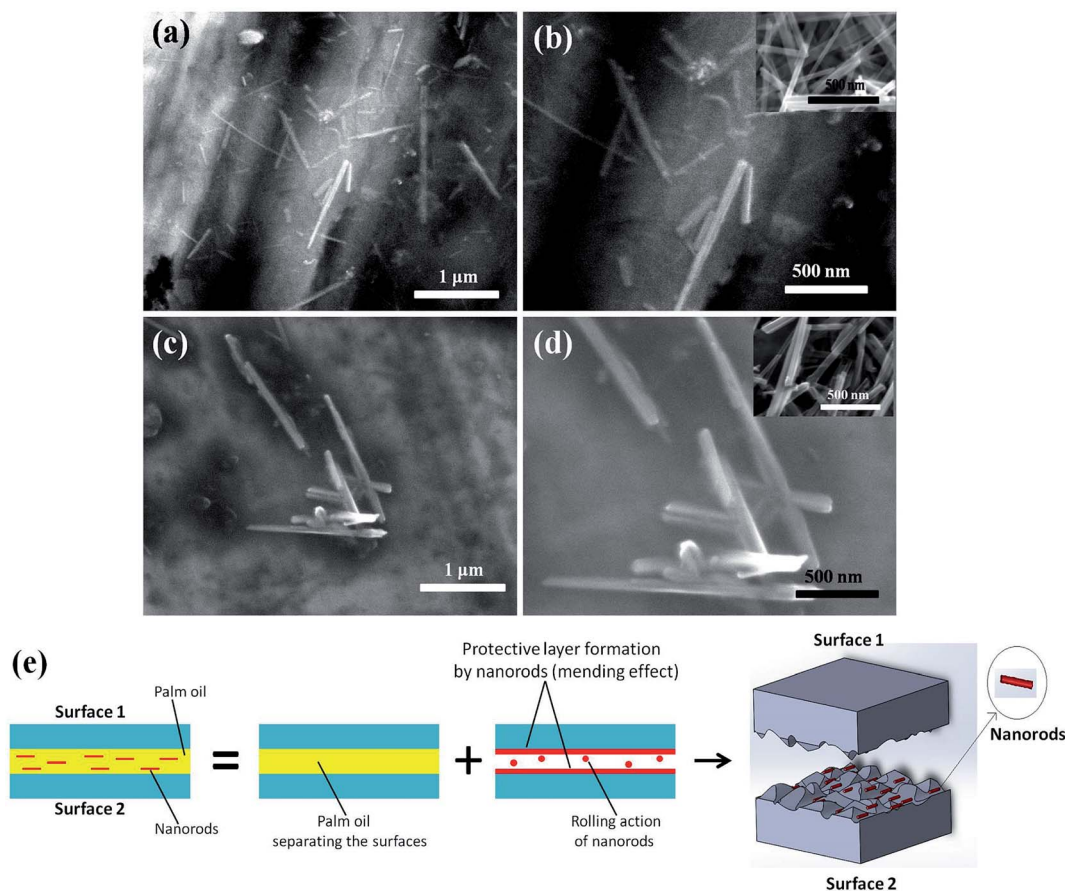 (a)
1 µm
(b)
500 nm
500 nm
(c)
1 µm
(d)
500 nm
500 nm
(e)
Palm oil
Surface 1
Surface 2
Nanorods
=
Palm oil
separating the surfaces
+
Protective layer formation
by nanorods (mending effect)
Rolling action
of nanorods
Surface 1
Nanorods
Surface 2